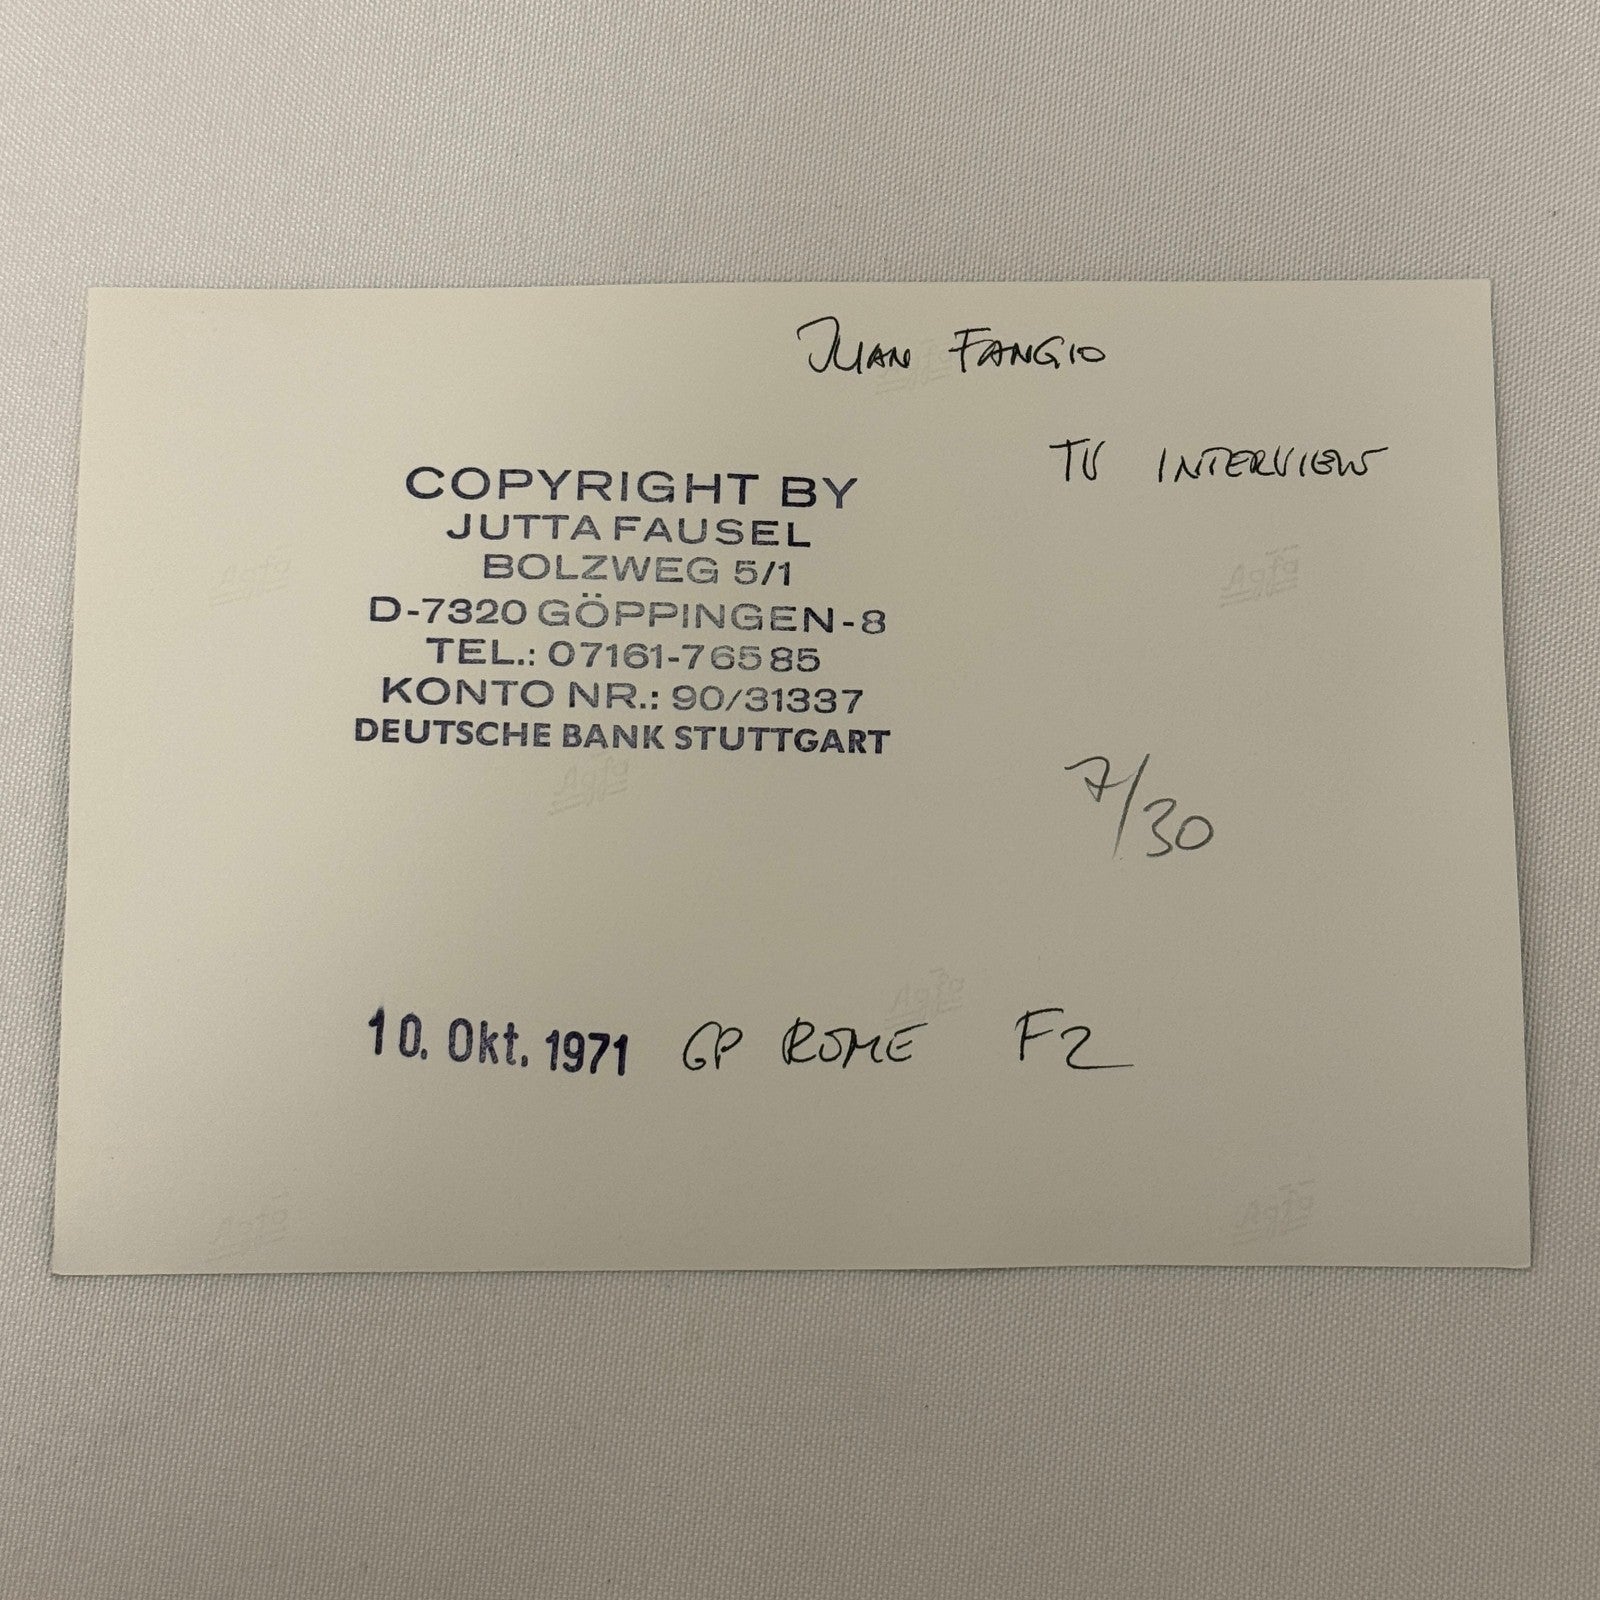 JUAN FANGIO
TV INTERVIEW
COPYRIGHT BY
JUTTA FAUSEL
BOLZWEG 5/1
D-7320 GÖPPINGEN-8
TEL.: 07161-76585
KONTO NR.: 90/31337
DEUTSCHE BANK STUTTGART
7/30
10. Okt. 1971 GP ROME F2